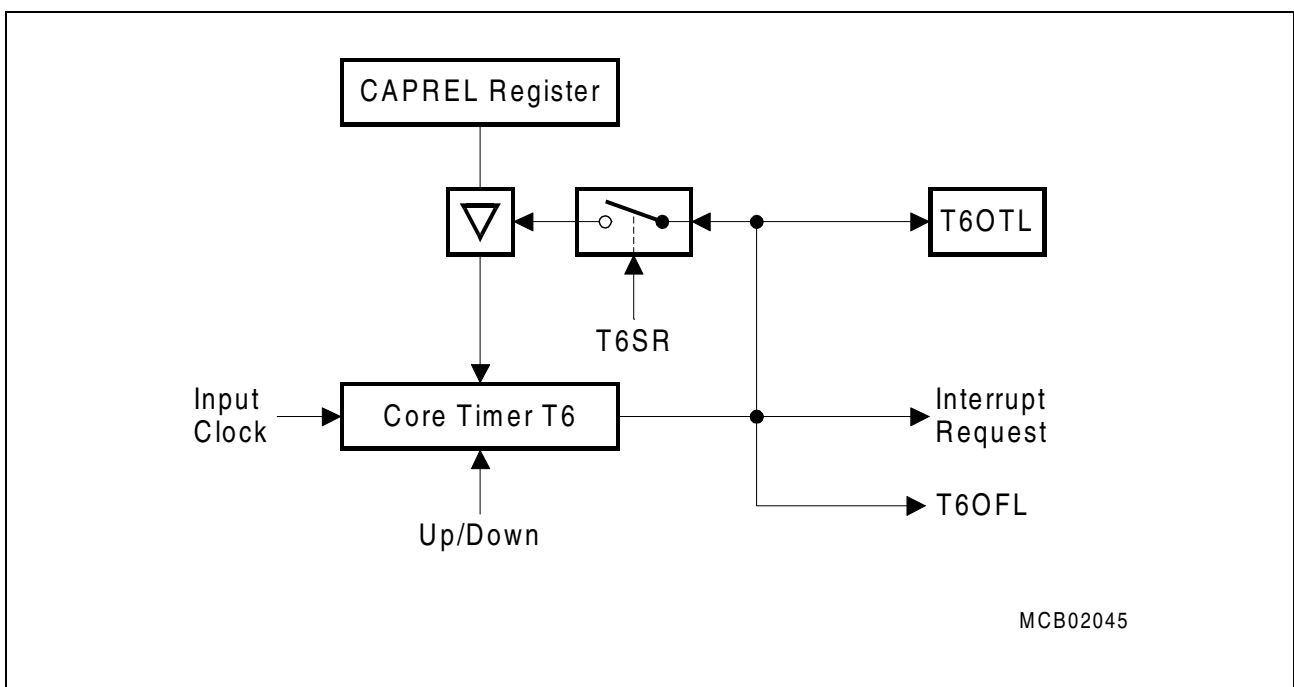 CAPREL Register
T6OTL
T6SR
Input
Clock
Core Timer T6
Interrupt
Request
T6OFL
Up/Down
MCB02045